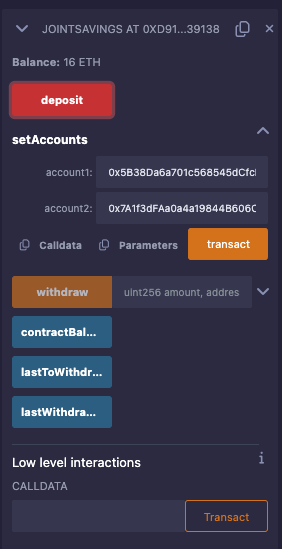 JOINTSAVINGS AT 0XD91...39138
Balance: 16 ETH
deposit
setAccounts
account1: 0x5B38Da6a701c568545dCfcl
account2: 0x7A1f3dFAa0a4a19844B606C
Calldata Parameters transact
withdraw uint256 amount, addres
contractBal...
lastToWithdr...
lastWithdra...
Low level interactions
CALLDATA
Transact